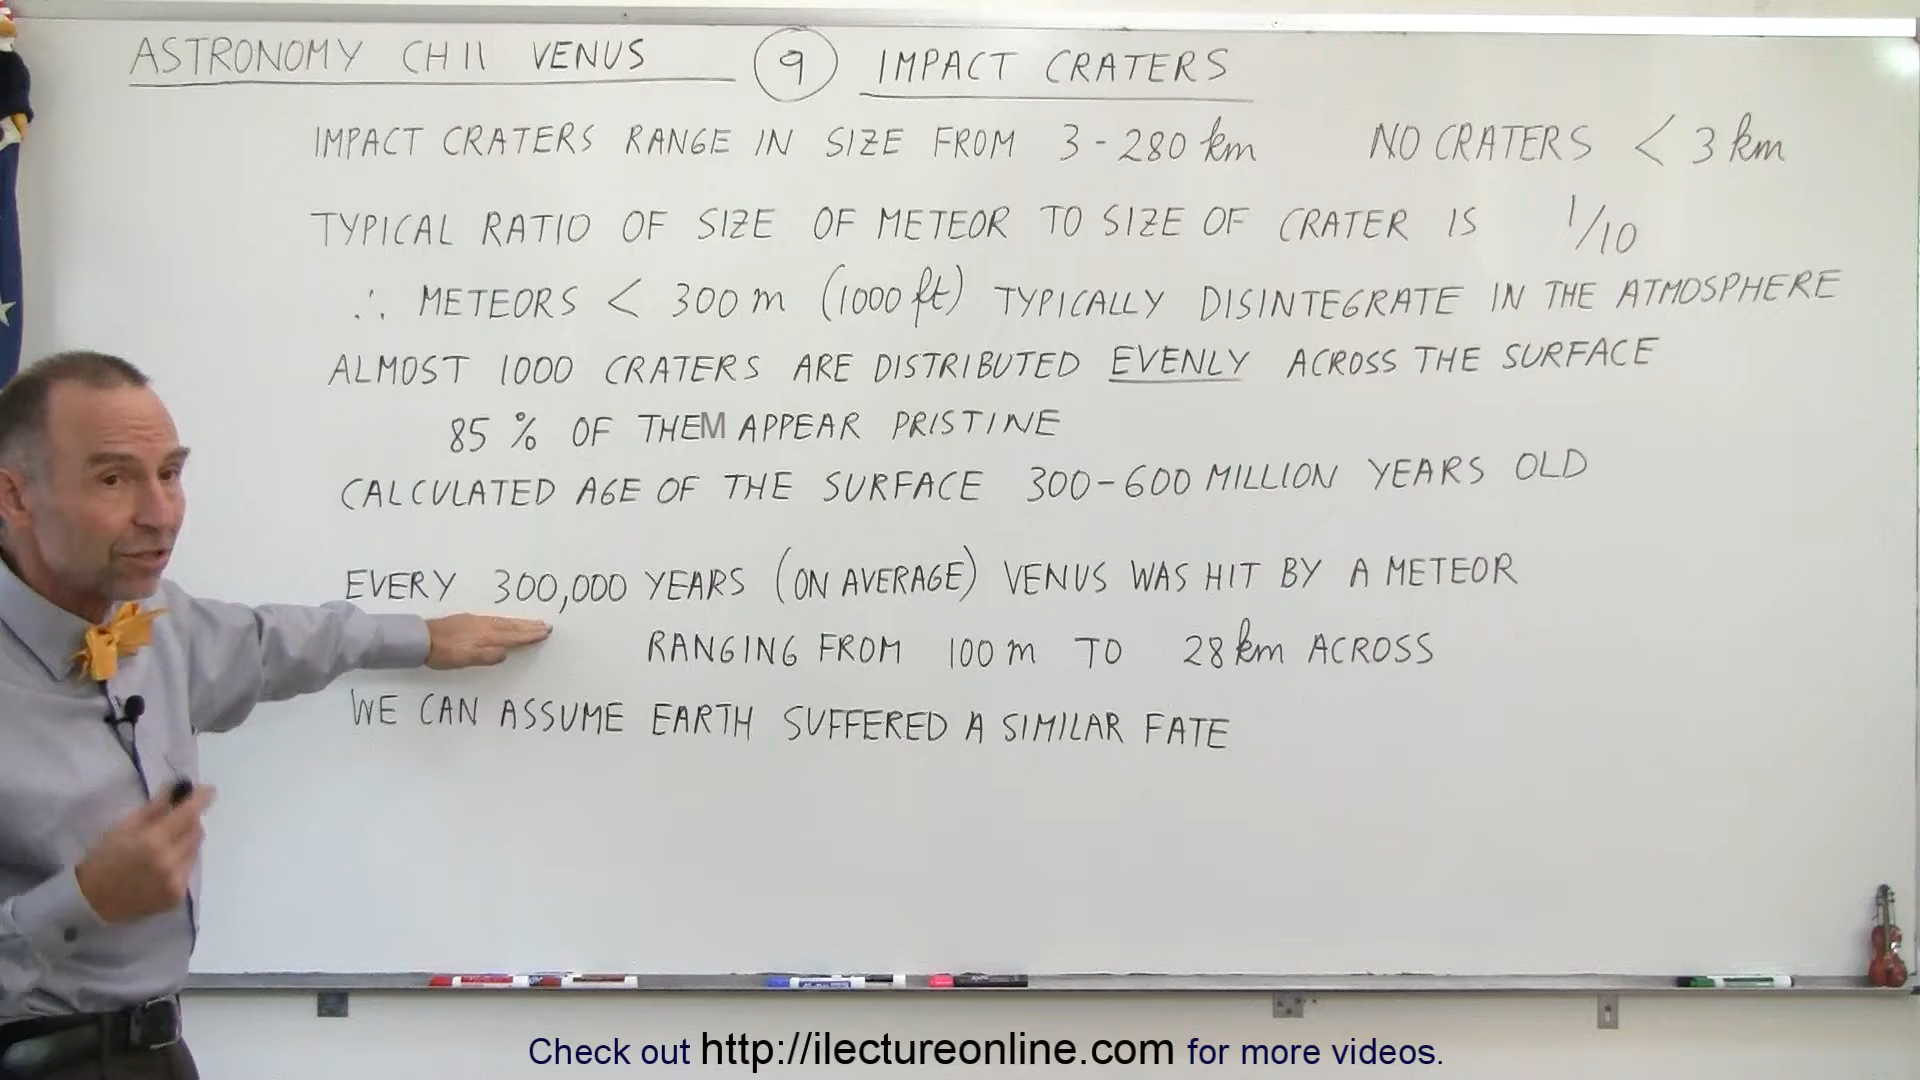 ASTRONOMY CH 11 VENUS 9 IMPACT CRATERS
IMPACT CRATERS RANGE IN SIZE FROM 3-280 km NO CRATERS < 3 km
TYPICAL RATIO OF SIZE OF METEOR TO SIZE OF CRATER IS 1/10
∴ METEORS < 300 m (1000 ft) TYPICALLY DISINTEGRATE IN THE ATMOSPHERE
ALMOST 1000 CRATERS ARE DISTRIBUTED EVENLY ACROSS THE SURFACE
85 % OF THEM APPEAR PRISTINE
CALCULATED AGE OF THE SURFACE 300-600 MILLION YEARS OLD
EVERY 300,000 YEARS (ON AVERAGE) VENUS WAS HIT BY A METEOR
RANGING FROM 100 m TO 28 km ACROSS
WE CAN ASSUME EARTH SUFFERED A SIMILAR FATE
Check out http://ilectureonline.com for more videos.